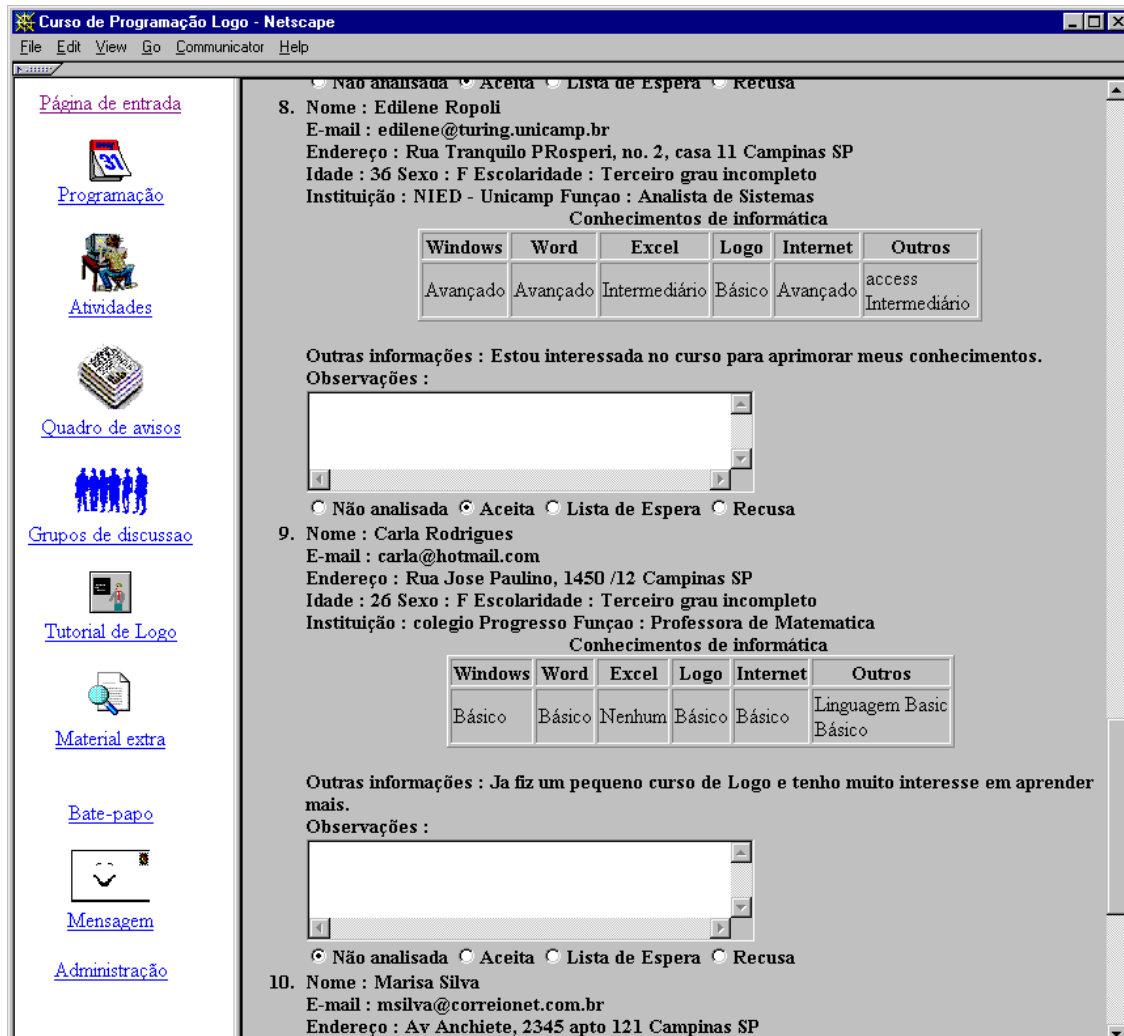 Curso de Programação Logo - Netscape
File Edit View Go Communicator Help
Página de entrada
31
Programação
Atividades
Quadro de avisos
Grupos de discussao
Tutorial de Logo
Material extra
Bate-papo
Mensagem
Administração
Não analisada Aceita Lista de Espera Recusa
8. Nome : Edilene Ropoli
E-mail : edilene@turing.unicamp.br
Endereço : Rua Tranquilo PRosperi, no. 2, casa 11 Campinas SP
Idade : 36 Sexo : F Escolaridade : Terceiro grau incompleto
Instituição : NIED - Unicamp Funçao : Analista de Sistemas
Conhecimentos de informática
Windows Word Excel Logo Internet Outros
Avançado Avançado Intermediário Básico Avançado access
Intermediário
Outras informações : Estou interessada no curso para aprimorar meus conhecimentos.
Observações :
Não analisada Aceita Lista de Espera Recusa
9. Nome : Carla Rodrigues
E-mail : carla@hotmail.com
Endereço : Rua Jose Paulino, 1450 /12 Campinas SP
Idade : 26 Sexo : F Escolaridade : Terceiro grau incompleto
Instituição : colegio Progresso Funçao : Professora de Matematica
Conhecimentos de informática
Windows Word Excel Logo Internet Outros
Básico Básico Nenhum Básico Básico Linguagem Basic
Básico
Outras informações : Ja fiz um pequeno curso de Logo e tenho muito interesse em aprender
mais.
Observações :
Não analisada Aceita Lista de Espera Recusa
10. Nome : Marisa Silva
E-mail : msilva@correionet.com.br
Endereço : Av Anchiete, 2345 apto 121 Campinas SP